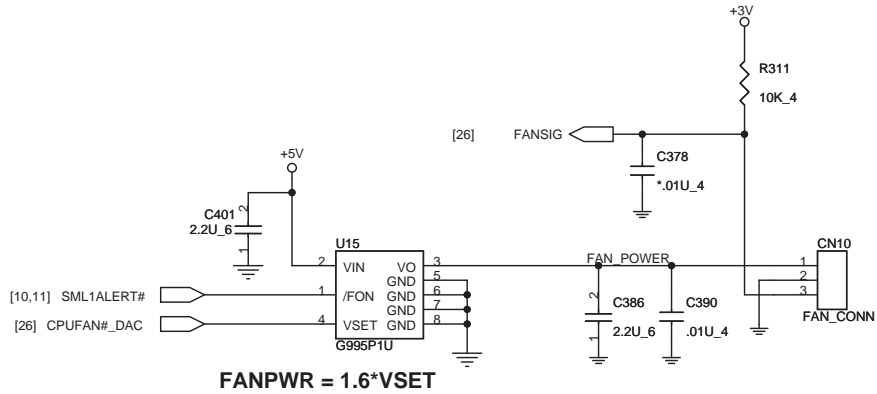 +3V
R311
10K_4
[26] FANSIG
C378
*.01U_4
+5V
C401
2.2U_6
2
1
U15
2 VIN VO 3
GND 5
[10,11] SML1ALERT# 1 /FON GND 6
GND 7
[26] CPUFAN#_DAC 4 VSET GND 8
G995P1U
FAN_POWER
2
1
C386
2.2U_6
C390
.01U_4
CN10
1
2
3
FAN_CONN
FANPWR = 1.6*VSET